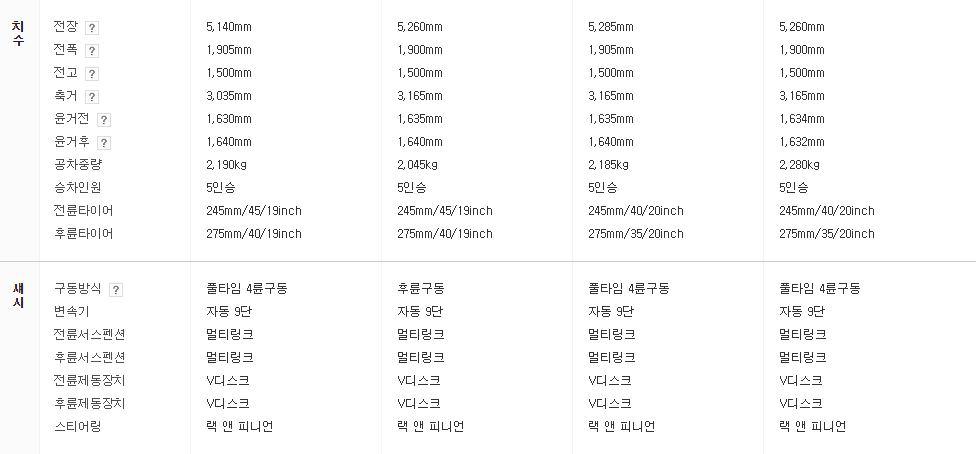 치수
전장 ? 5,140mm 5,260mm 5,285mm 5,260mm
전폭 ? 1,905mm 1,900mm 1,905mm 1,900mm
전고 ? 1,500mm 1,500mm 1,500mm 1,500mm
축거 ? 3,035mm 3,165mm 3,165mm 3,165mm
윤거전 ? 1,630mm 1,635mm 1,635mm 1,634mm
윤거후 ? 1,640mm 1,640mm 1,640mm 1,632mm
공차중량 2,190kg 2,045kg 2,185kg 2,280kg
승차인원 5인승 5인승 5인승 5인승
전륜타이어 245mm/45/19inch 245mm/45/19inch 245mm/40/20inch 245mm/40/20inch
후륜타이어 275mm/40/19inch 275mm/40/19inch 275mm/35/20inch 275mm/35/20inch
섀시
구동방식 ? 풀타임 4륜구동 후륜구동 풀타임 4륜구동 풀타임 4륜구동
변속기 자동 9단 자동 9단 자동 9단 자동 9단
전륜서스펜션 멀티링크 멀티링크 멀티링크 멀티링크
후륜서스펜션 멀티링크 멀티링크 멀티링크 멀티링크
전륜제동장치 V디스크 V디스크 V디스크 V디스크
후륜제동장치 V디스크 V디스크 V디스크 V디스크
스티어링 랙 앤 피니언 랙 앤 피니언 랙 앤 피니언 랙 앤 피니언